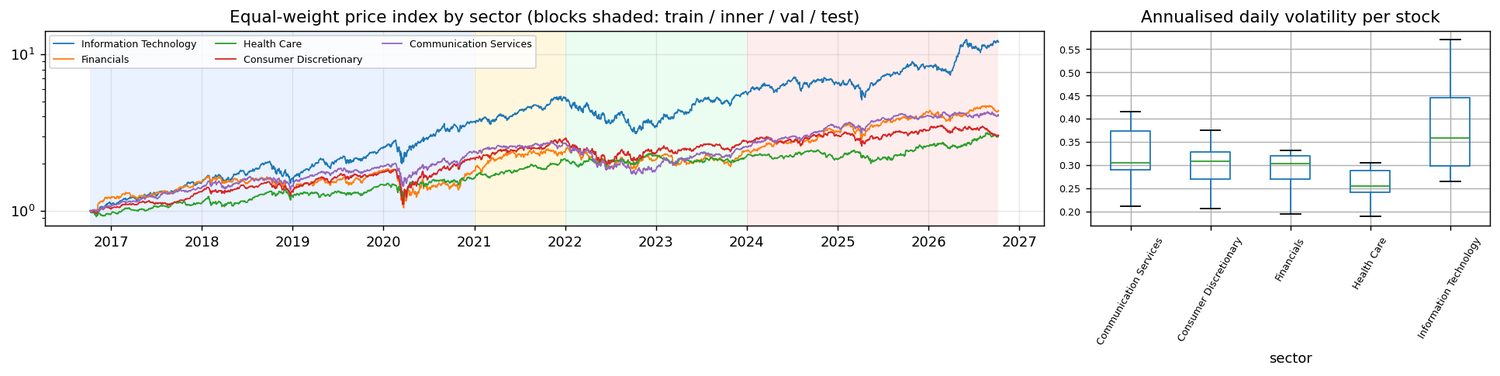 Equal-weight price index by sector (blocks shaded: train / inner / val / test)
Information Technology
Financials
Health Care
Consumer Discretionary
Communication Services
10¹
10⁰
2017 2018 2019 2020 2021 2022 2023 2024 2025 2026 2027
Annualised daily volatility per stock
0.55
0.50
0.45
0.40
0.35
0.30
0.25
0.20
Communication Services
Consumer Discretionary
Financials
Health Care
Information Technology
sector